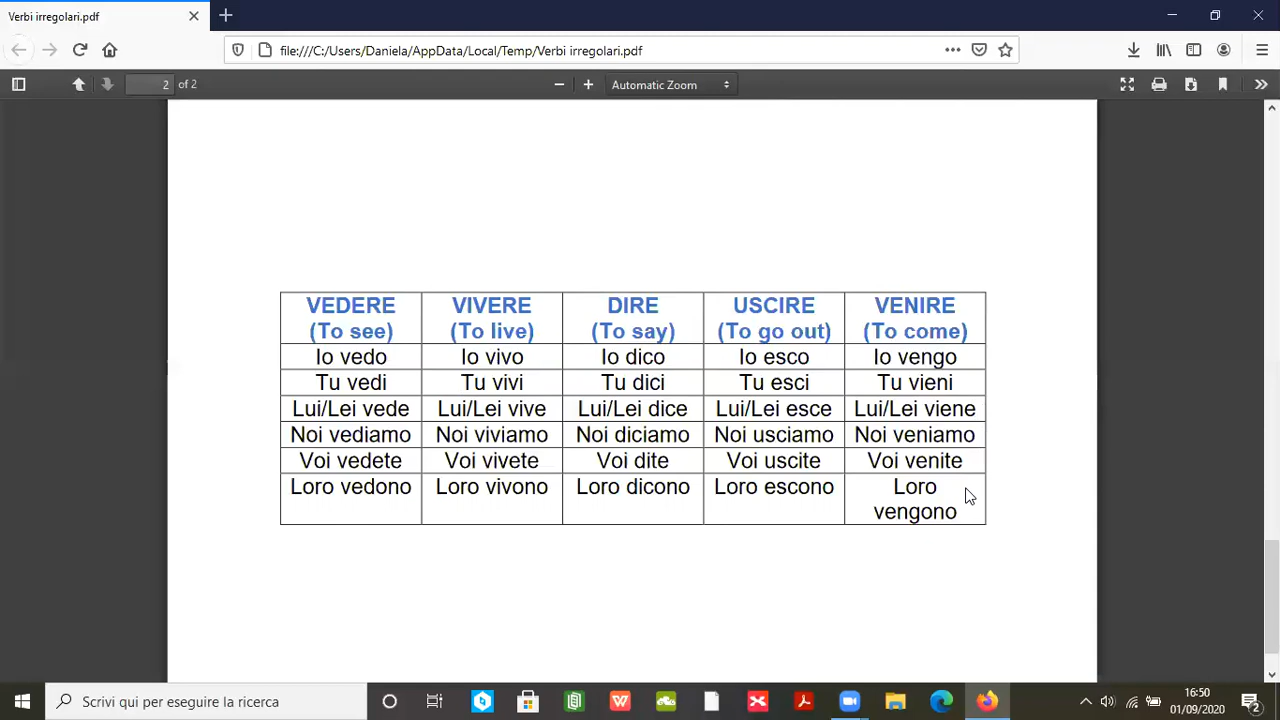 Verbi irregolari.pdf
file:///C:/Users/Daniela/AppData/Local/Temp/Verbi irregolari.pdf
2 of 2
Automatic Zoom
VEDERE VIVERE DIRE USCIRE VENIRE
(To see) (To live) (To say) (To go out) (To come)
Io vedo Io vivo Io dico Io esco Io vengo
Tu vedi Tu vivi Tu dici Tu esci Tu vieni
Lui/Lei vede Lui/Lei vive Lui/Lei dice Lui/Lei esce Lui/Lei viene
Noi vediamo Noi viviamo Noi diciamo Noi usciamo Noi veniamo
Voi vedete Voi vivete Voi dite Voi uscite Voi venite
Loro vedono Loro vivono Loro dicono Loro escono Loro
vengono
Scrivi qui per eseguire la ricerca
16:50
01/09/2020
2